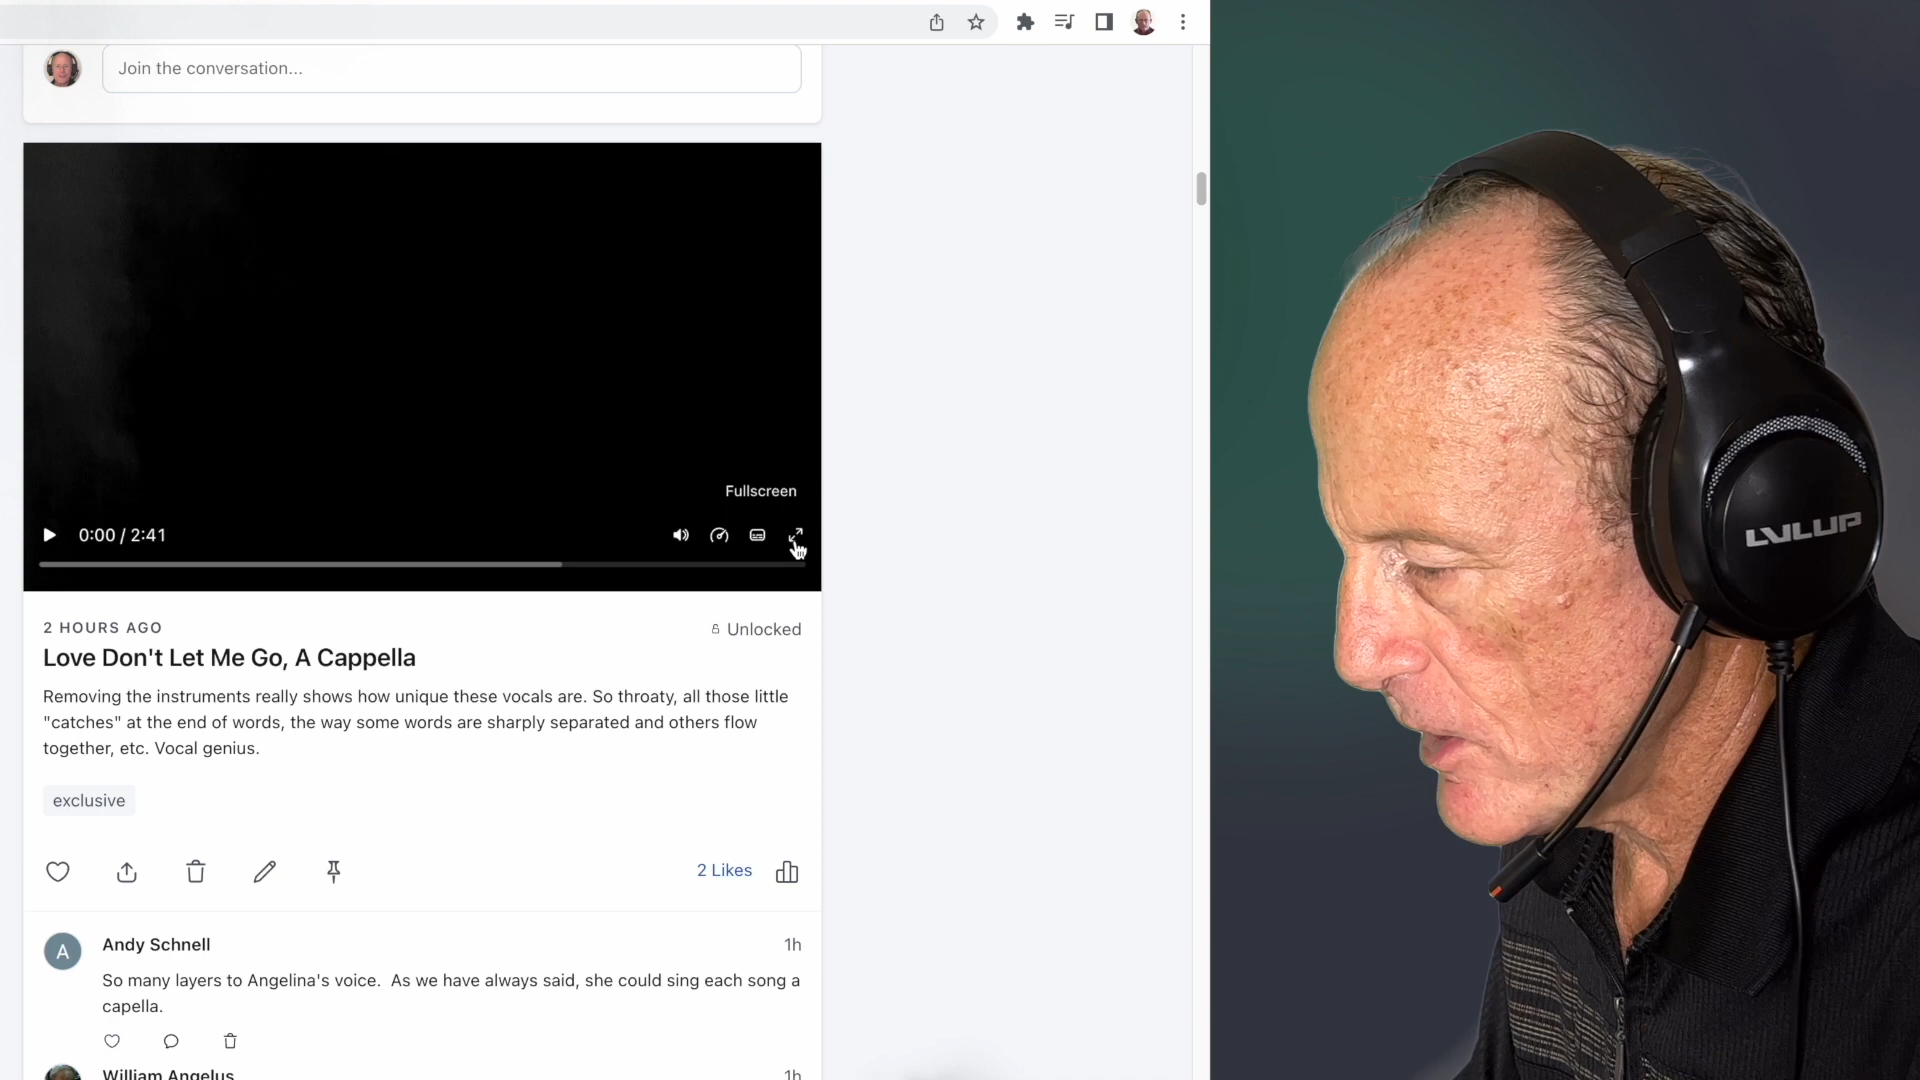 Join the conversation...
Fullscreen
0:00 / 2:41
2 HOURS AGO
Unlocked
Love Don't Let Me Go, A Cappella
Removing the instruments really shows how unique these vocals are. So throaty, all those little
"catches" at the end of words, the way some words are sharply separated and others flow
together, etc. Vocal genius.
exclusive
2 Likes
A
Andy Schnell
1h
So many layers to Angelina's voice.  As we have always said, she could sing each song a
capella.
William Angelus
1h
LVLUP